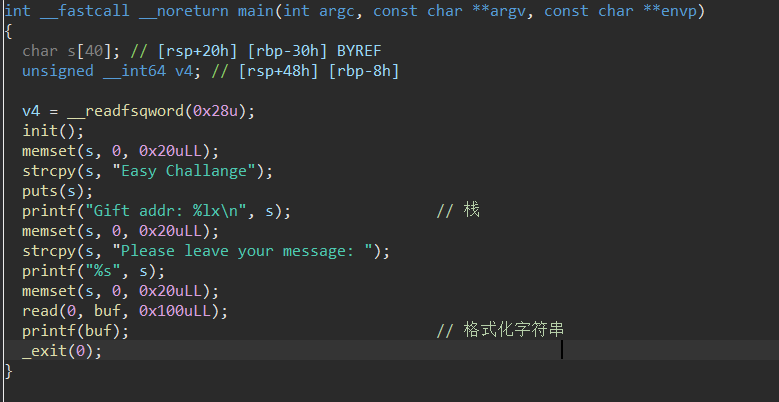 int __fastcall __noreturn main(int argc, const char **argv, const char **envp)
{
  char s[40]; // [rsp+20h] [rbp-30h] BYREF
  unsigned __int64 v4; // [rsp+48h] [rbp-8h]

  v4 = __readfsqword(0x28u);
  init();
  memset(s, 0, 0x20uLL);
  strcpy(s, "Easy Challange");
  puts(s);
  printf("Gift addr: %lx\n", s);                // 栈
  memset(s, 0, 0x20uLL);
  strcpy(s, "Please leave your message: ");
  printf("%s", s);
  memset(s, 0, 0x20uLL);
  read(0, buf, 0x100uLL);
  printf(buf);                                  // 格式化字符串
  _exit(0);
}